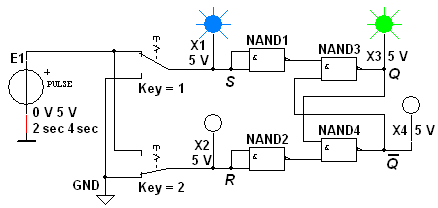 E1
+
PULSE
0 V 5 V
2 sec 4 sec
GND
Key = 1
Key = 2
X1
5 V
S
NAND1
&
NAND3
&
X3 5 V
Q
X2
5 V
R
NAND2
&
NAND4
&
X4 5 V
Q̅